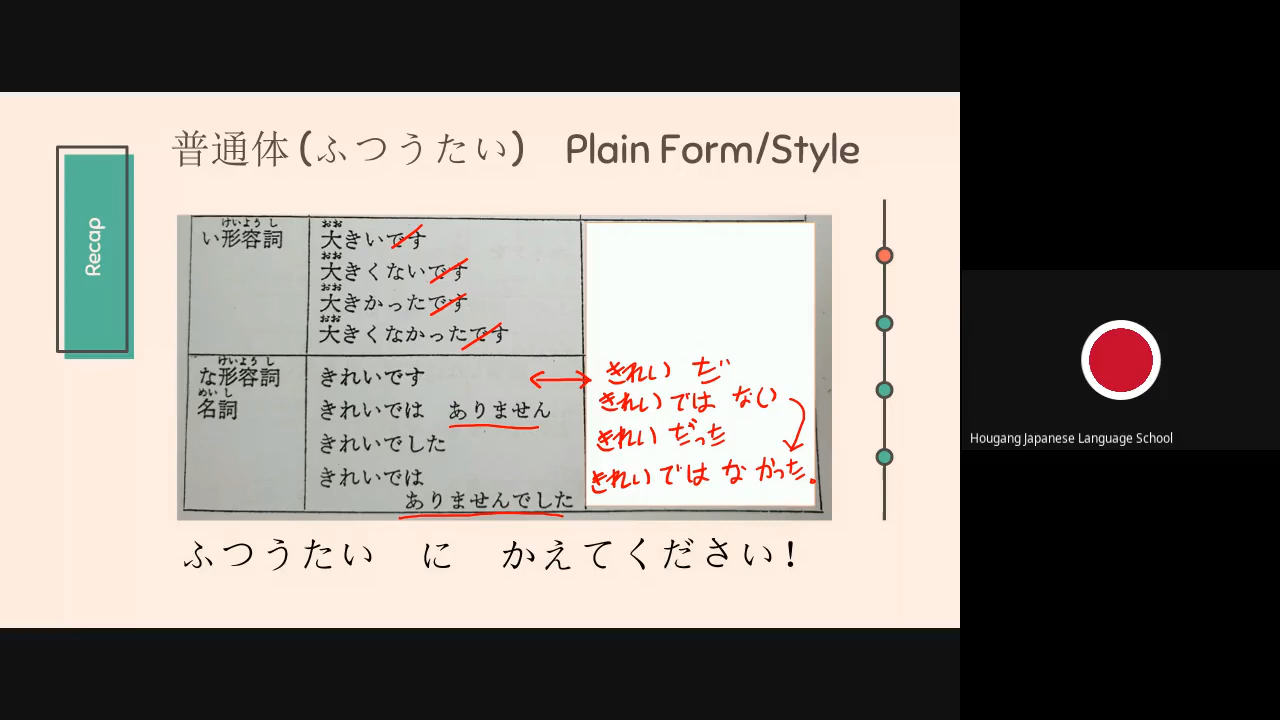 普通体(ふつうたい) Plain Form/Style
Recap
けいようし
い形容詞
おお
大きいです
おお
大きくないです
おお
大きかったです
おお
大きくなかったです
けいようし
な形容詞
めいし
名詞
きれいです
きれいでは ありません
きれいでした
きれいでは
ありませんでした
きれい だ
きれいでは ない
きれい だった
きれいでは なかった.
ふつうたい に かえてください!
Hougang Japanese Language School